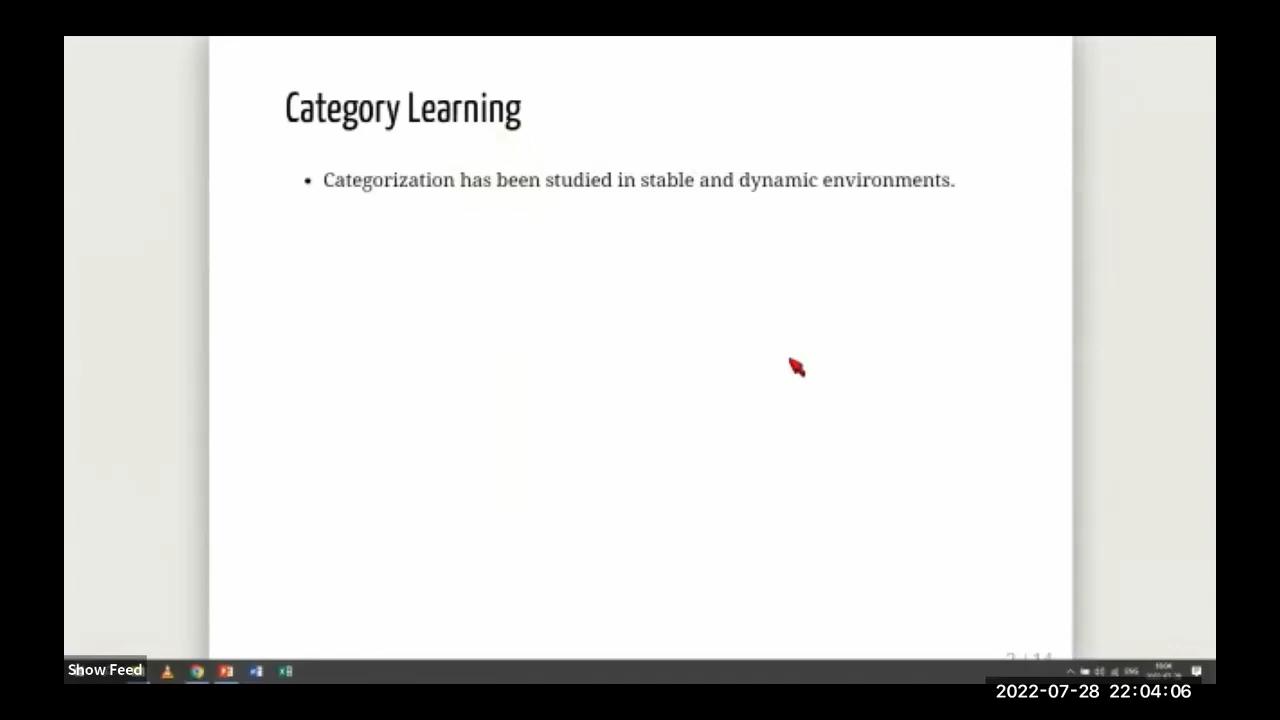 Category Learning
• Categorization has been studied in stable and dynamic environments.
Show Feed
ENG
2022-07-28 22:04:06